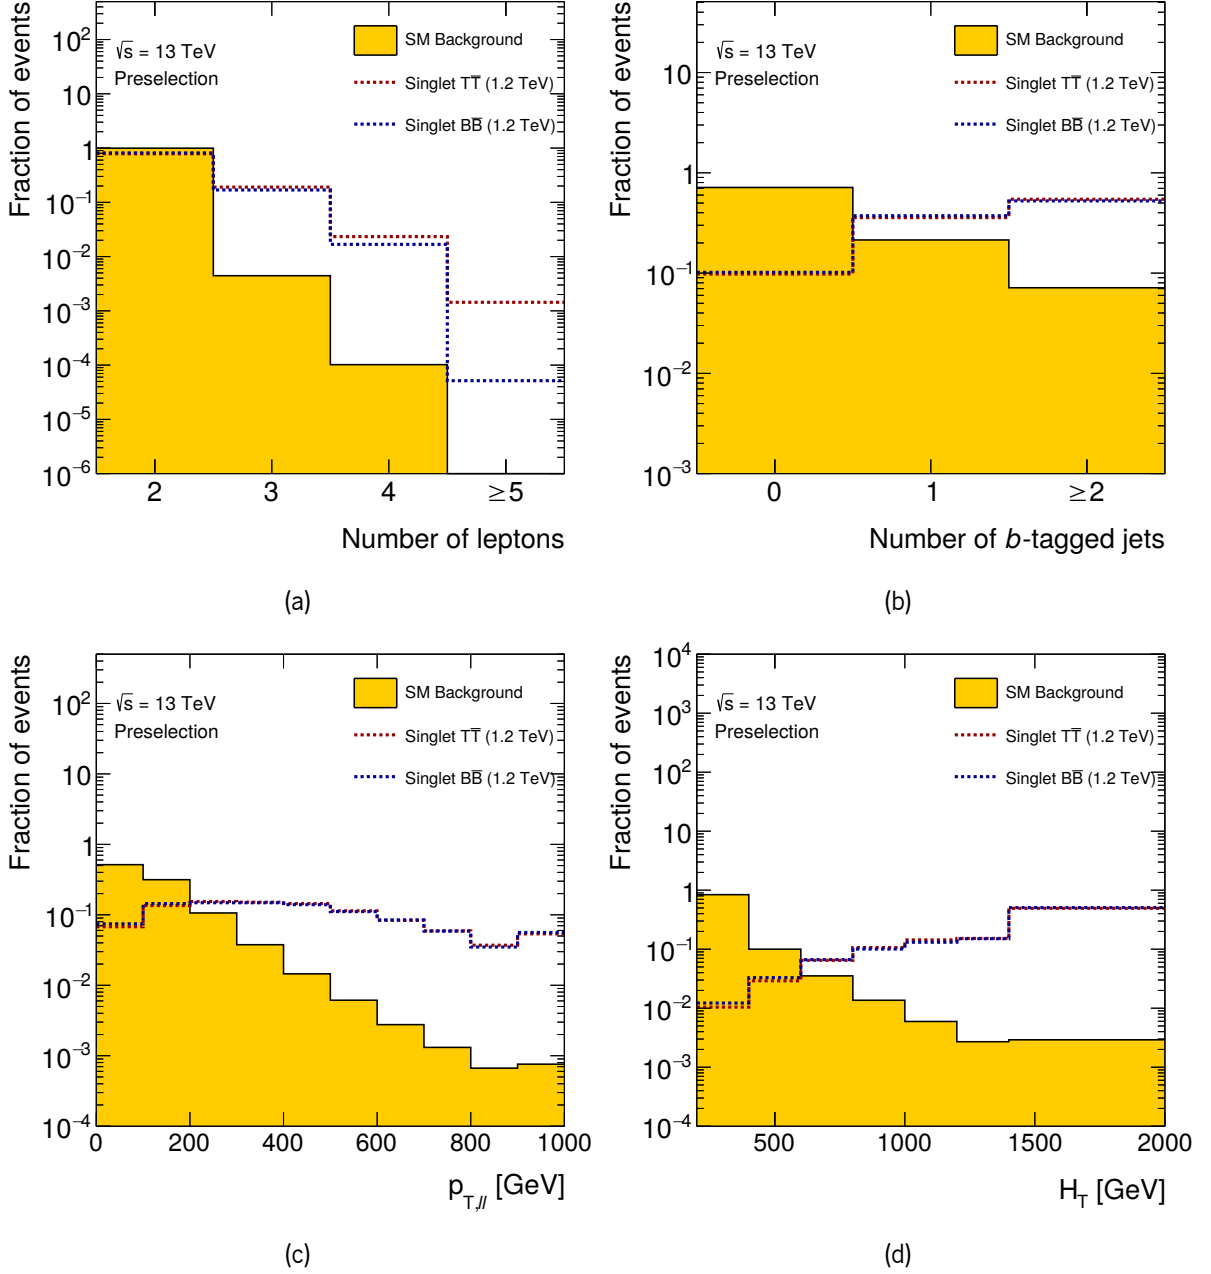 Fraction of events
10²
10
1
10⁻¹
10⁻²
10⁻³
10⁻⁴
10⁻⁵
10⁻⁶
√s = 13 TeV
Preselection
SM Background
Singlet TT̅ (1.2 TeV)
Singlet BB̅ (1.2 TeV)
2 3 4 ≥5
Number of leptons
(a)
Fraction of events
10
1
10⁻¹
10⁻²
10⁻³
√s = 13 TeV
Preselection
SM Background
Singlet TT̅ (1.2 TeV)
Singlet BB̅ (1.2 TeV)
0 1 ≥2
Number of b-tagged jets
(b)
Fraction of events
10²
10
1
10⁻¹
10⁻²
10⁻³
10⁻⁴
√s = 13 TeV
Preselection
SM Background
Singlet TT̅ (1.2 TeV)
Singlet BB̅ (1.2 TeV)
0 200 400 600 800 1000
p_T,ll [GeV]
(c)
Fraction of events
10⁴
10³
10²
10
1
10⁻¹
10⁻²
10⁻³
10⁻⁴
√s = 13 TeV
Preselection
SM Background
Singlet TT̅ (1.2 TeV)
Singlet BB̅ (1.2 TeV)
500 1000 1500 2000
H_T [GeV]
(d)